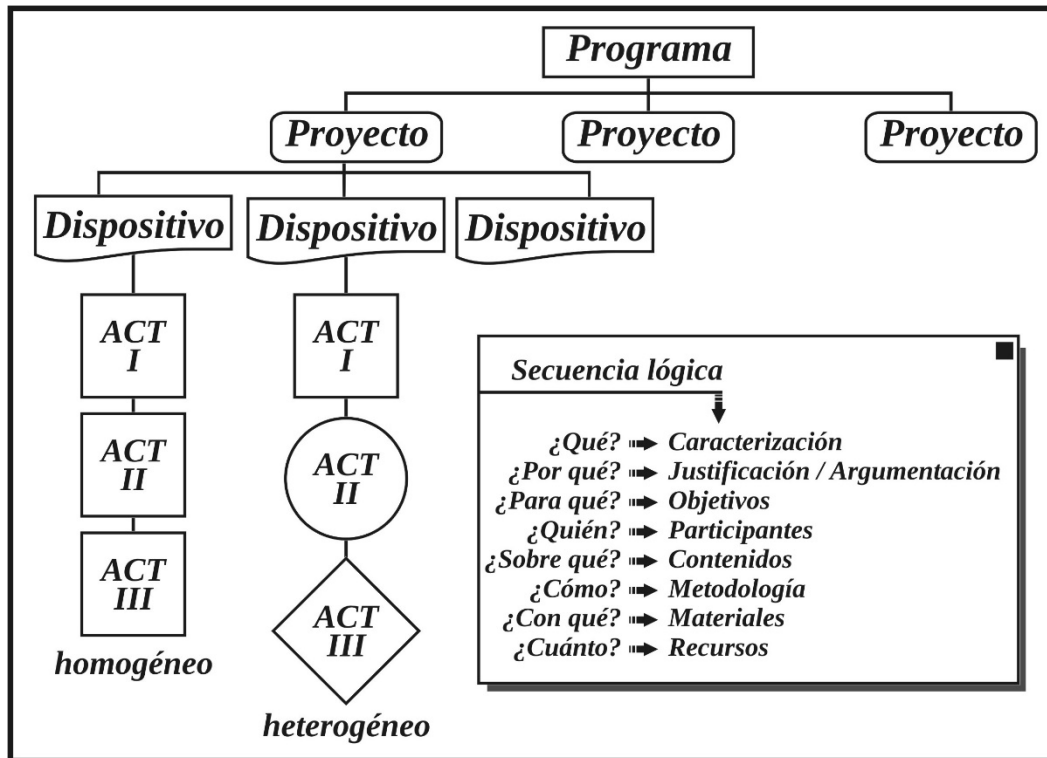 Programa
Proyecto
Proyecto
Proyecto
Dispositivo
Dispositivo
Dispositivo
ACT
I
ACT
II
ACT
III
homogéneo
ACT
I
ACT
II
ACT
III
heterogéneo
Secuencia lógica
¿Qué? Caracterización
¿Por qué? Justificación / Argumentación
¿Para qué? Objetivos
¿Quién? Participantes
¿Sobre qué? Contenidos
¿Cómo? Metodología
¿Con qué? Materiales
¿Cuánto? Recursos